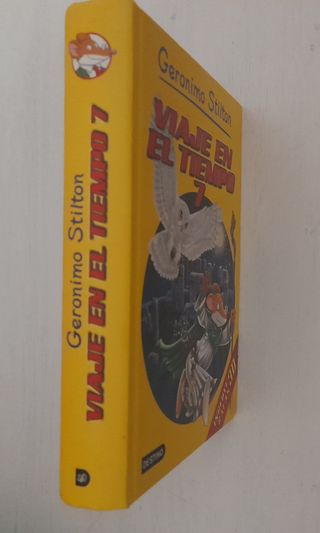 Geronimo Stilton
VIAJE EN EL TIEMPO 7
Geronimo Stilton
VIAJE EN
EL TIEMPO
7
DESTINO